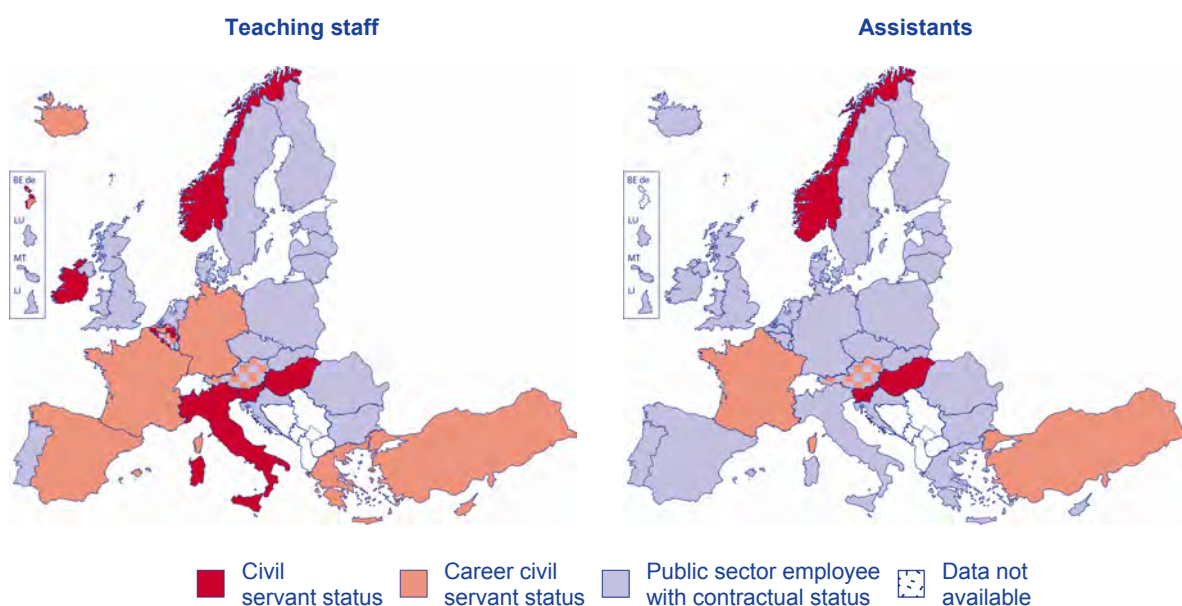 Teaching staff
Assistants
BE de
LU
MT
LI
BE de
LU
MT
LI
Civil
servant status
Career civil
servant status
Public sector employee
with contractual status
Data not
available